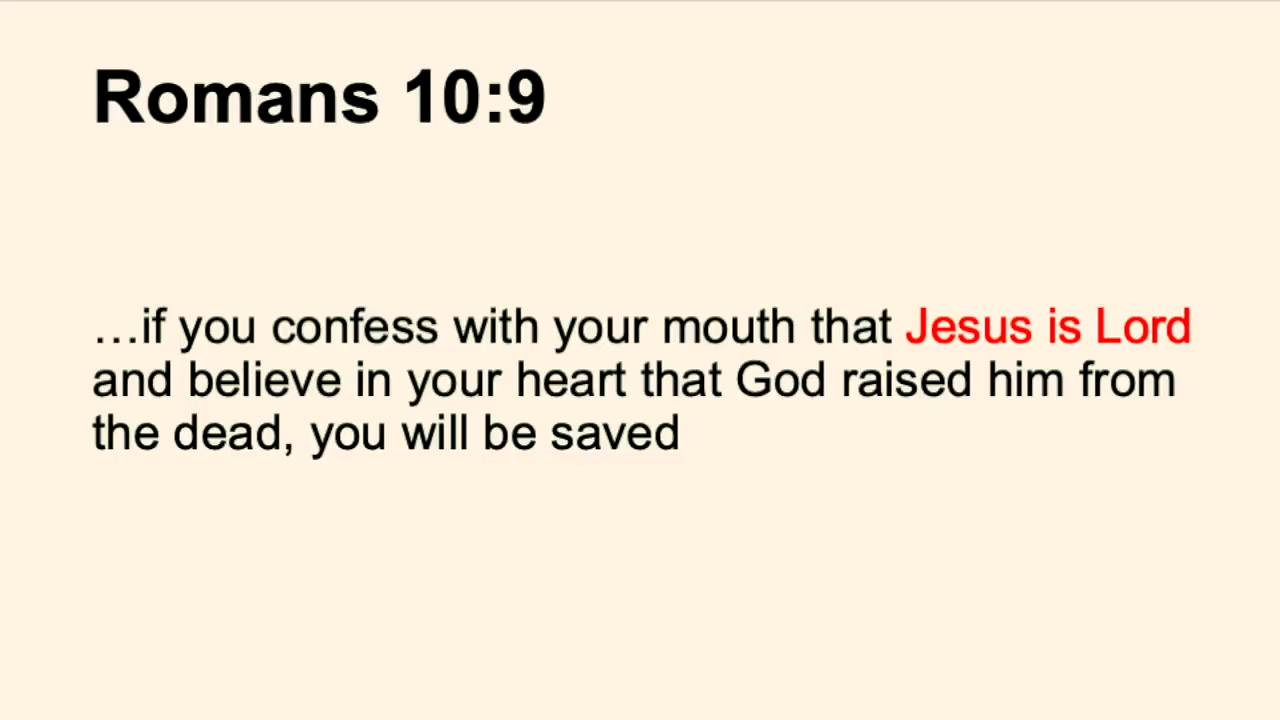 Romans 10:9
…if you confess with your mouth that Jesus is Lord
and believe in your heart that God raised him from
the dead, you will be saved